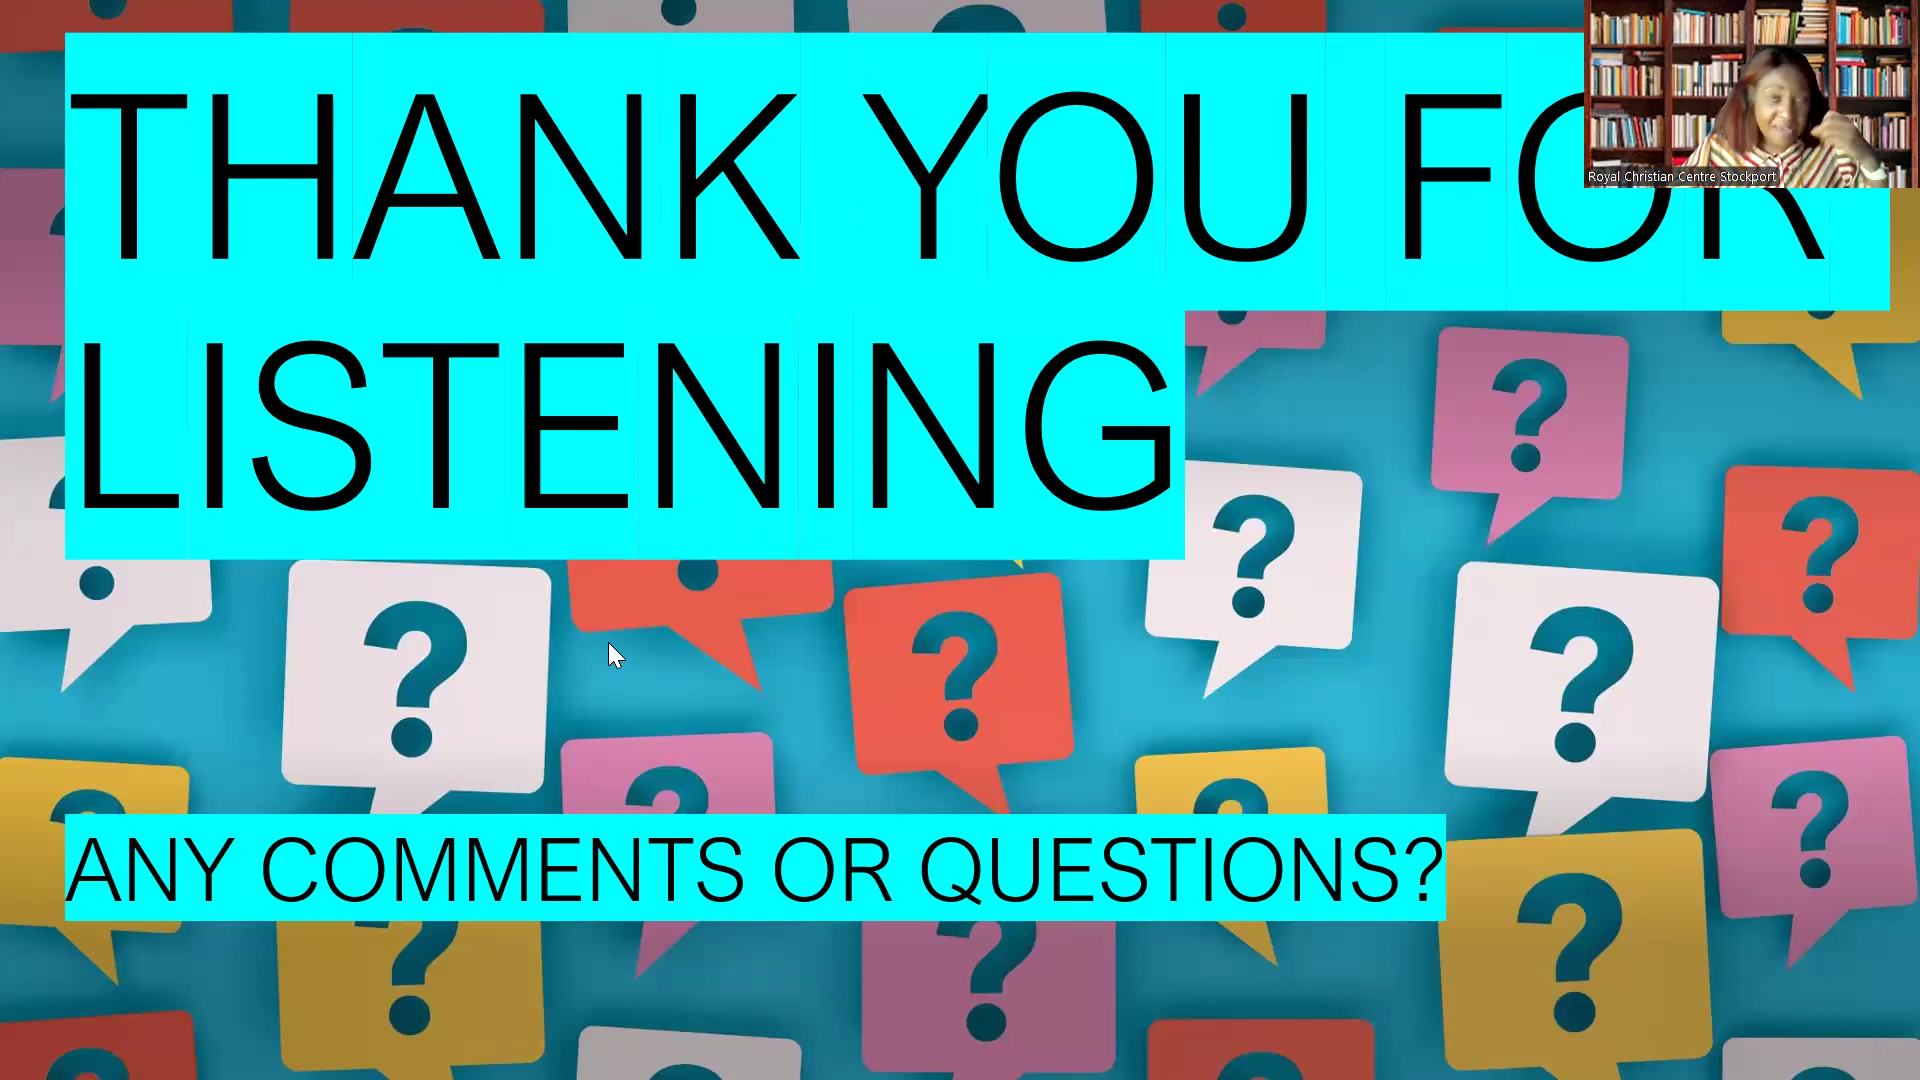 THANK YOU FOR
LISTENING
ANY COMMENTS OR QUESTIONS?
Royal Christian Centre Stockport